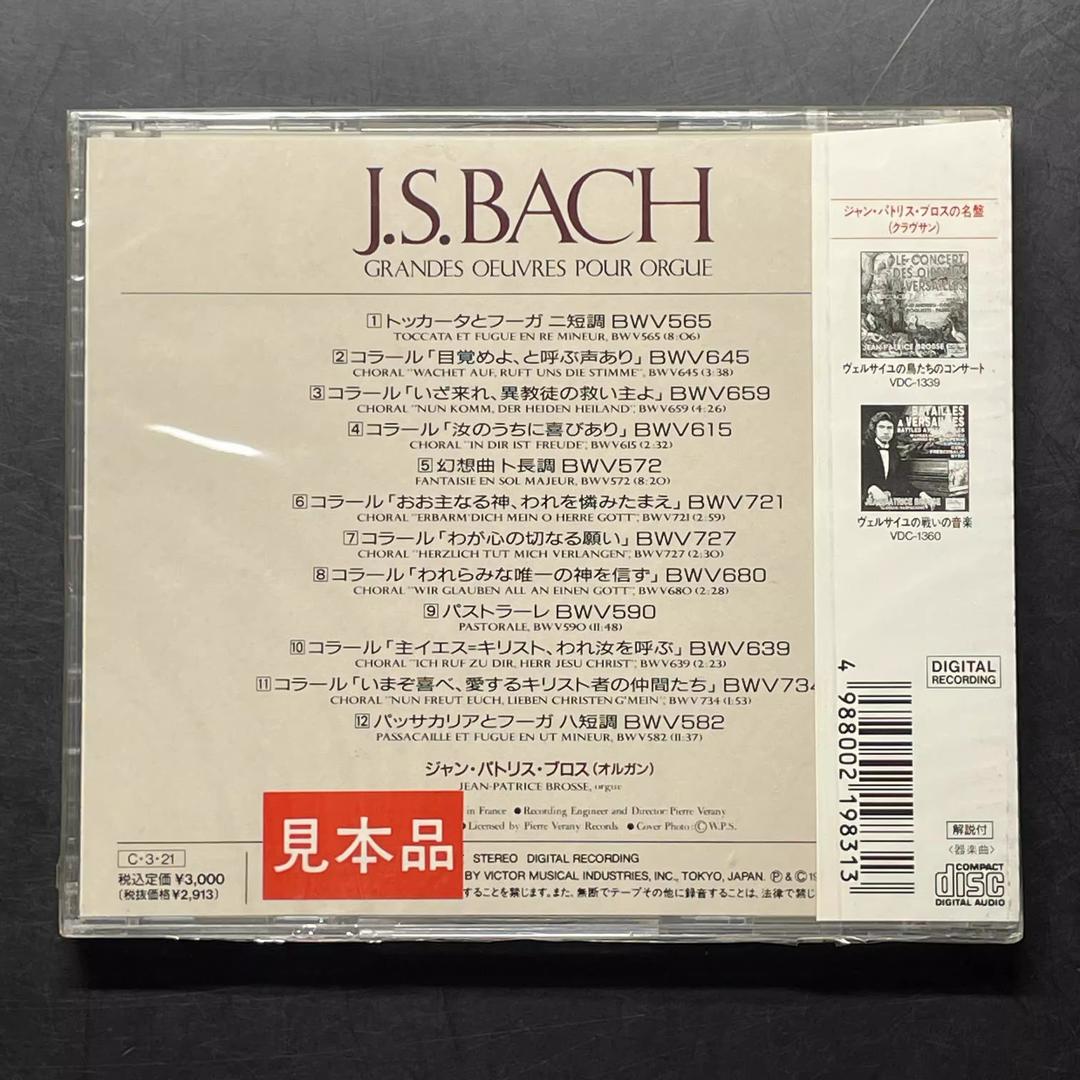 J.S.BACH
GRANDES OEUVRES POUR ORGUE
1 トッカータとフーガ ニ短調 BWV565
TOCCATA ET FUGUE EN RE MINEUR, BWV565 (8:06)
2 コラール「目覚めよ、と呼ぶ声あり」BWV645
CHORAL "WACHET AUF, RUFT UNS DIE STIMME", BWV645 (3:38)
3 コラール「いざ来れ、異教徒の救い主よ」BWV659
CHORAL "NUN KOMM, DER HEIDEN HEILAND", BWV659 (4:26)
4 コラール「汝のうちに喜びあり」BWV615
CHORAL "IN DIR IST FREUDE", BWV615 (2:32)
5 幻想曲 ト長調 BWV572
FANTAISIE EN SOL MAJEUR, BWV572 (8:20)
6 コラール「おお主なる神、われを憐みたまえ」BWV721
CHORAL "ERBARM'DICH MEIN O HERRE GOTT", BWV721 (2:59)
7 コラール「わが心の切なる願い」BWV727
CHORAL "HERZLICH TUT MICH VERLANGEN", BWV727 (2:30)
8 コラール「われらみな唯一の神を信ず」BWV680
CHORAL "WIR GLAUBEN ALL AN EINEN GOTT", BWV680 (2:28)
9 パストラーレ BWV590
PASTORALE, BWV590 (11:48)
10 コラール「主イエス=キリスト、われ汝を呼ぶ」BWV639
CHORAL "ICH RUF ZU DIR, HERR JESU CHRIST", BWV639 (2:23)
11 コラール「いまぞ喜べ、愛するキリスト者の仲間たち」BWV734
CHORAL "NUN FREUT EUCH, LIEBEN CHRISTEN G'MEIN", BWV734 (1:53)
12 パッサカリアとフーガ ハ短調 BWV582
PASSACAILLE ET FUGUE EN UT MINEUR, BWV582 (11:37)
ジャン・パトリス・ブロス(オルガン)
JEAN-PATRICE BROSSE, orgue
in France ●Recording Engineer and Director: Pierre Verany
●Licensed by Pierre Verany Records ●Cover Photo:ⒸW.P.S.
見本品
C・3・21
税込定価 ¥3,000
(税抜価格 ¥2,913)
STEREO DIGITAL RECORDING
BY VICTOR MUSICAL INDUSTRIES, INC., TOKYO, JAPAN. Ⓟ&Ⓒ19
することを禁じます。また、無断でテープその他に録音することは、法律で禁じ
ジャン・パトリス・ブロスの名盤
(クラヴサン)
LE CONCERT
DES OISEAUX
A VERSAILLES
JEAN-PATRICE BROSSE
ヴェルサイユの鳥たちのコンサート
VDC-1339
BATAILLES
A VERSAILLES
JEAN-PATRICE BROSSE
ヴェルサイユの戦いの音楽
VDC-1360
DIGITAL
RECORDING
4 988002 198313
解説付
〈器楽曲〉
COMPACT
disc
DIGITAL AUDIO